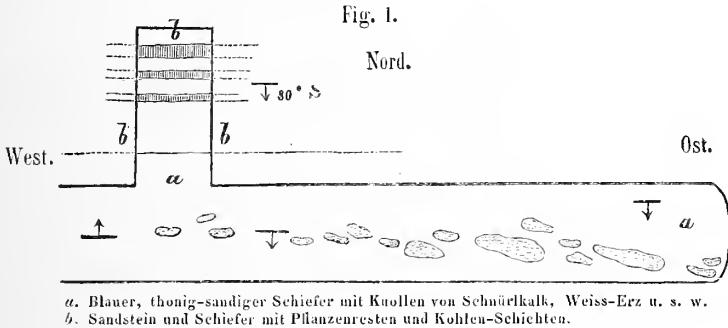 Fig. 1.
b
Nord.
80° S
b
b
West.
Ost.
a
a
a. Blauer, thonig-sandiger Schiefer mit Knollen von Schnürlkalk, Weiss-Erz u. s. w.
b. Sandstein und Schiefer mit Pflanzenresten und Kohlen-Schichten.